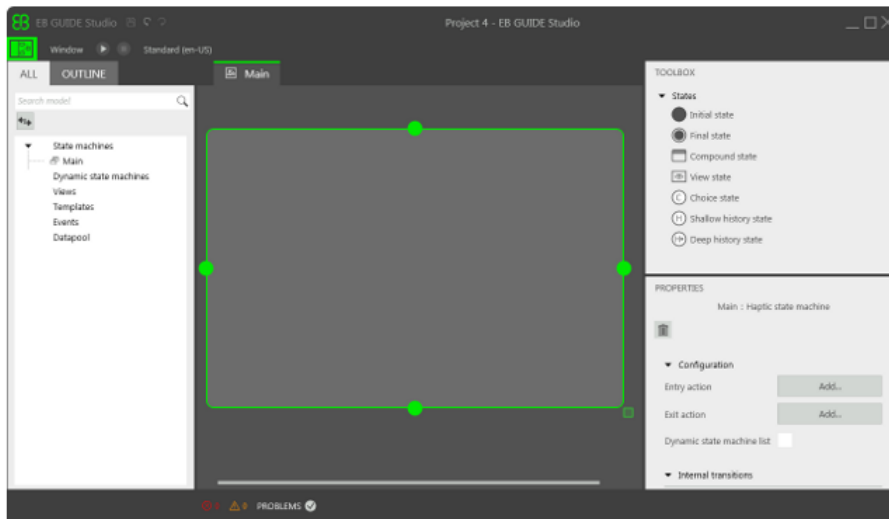 EB GUIDE Studio
Project 4 - EB GUIDE Studio
Window
Standard (en-US)
ALL
OUTLINE
Search model
State machines
Main
Dynamic state machines
Views
Templates
Events
Datapool
Main
TOOLBOX
States
Initial state
Final state
Compound state
View state
C Choice state
H Shallow history state
Deep history state
PROPERTIES
Main : Haptic state machine
Configuration
Entry action Add...
Exit action Add...
Dynamic state machine list
Internal transitions
0 0 PROBLEMS